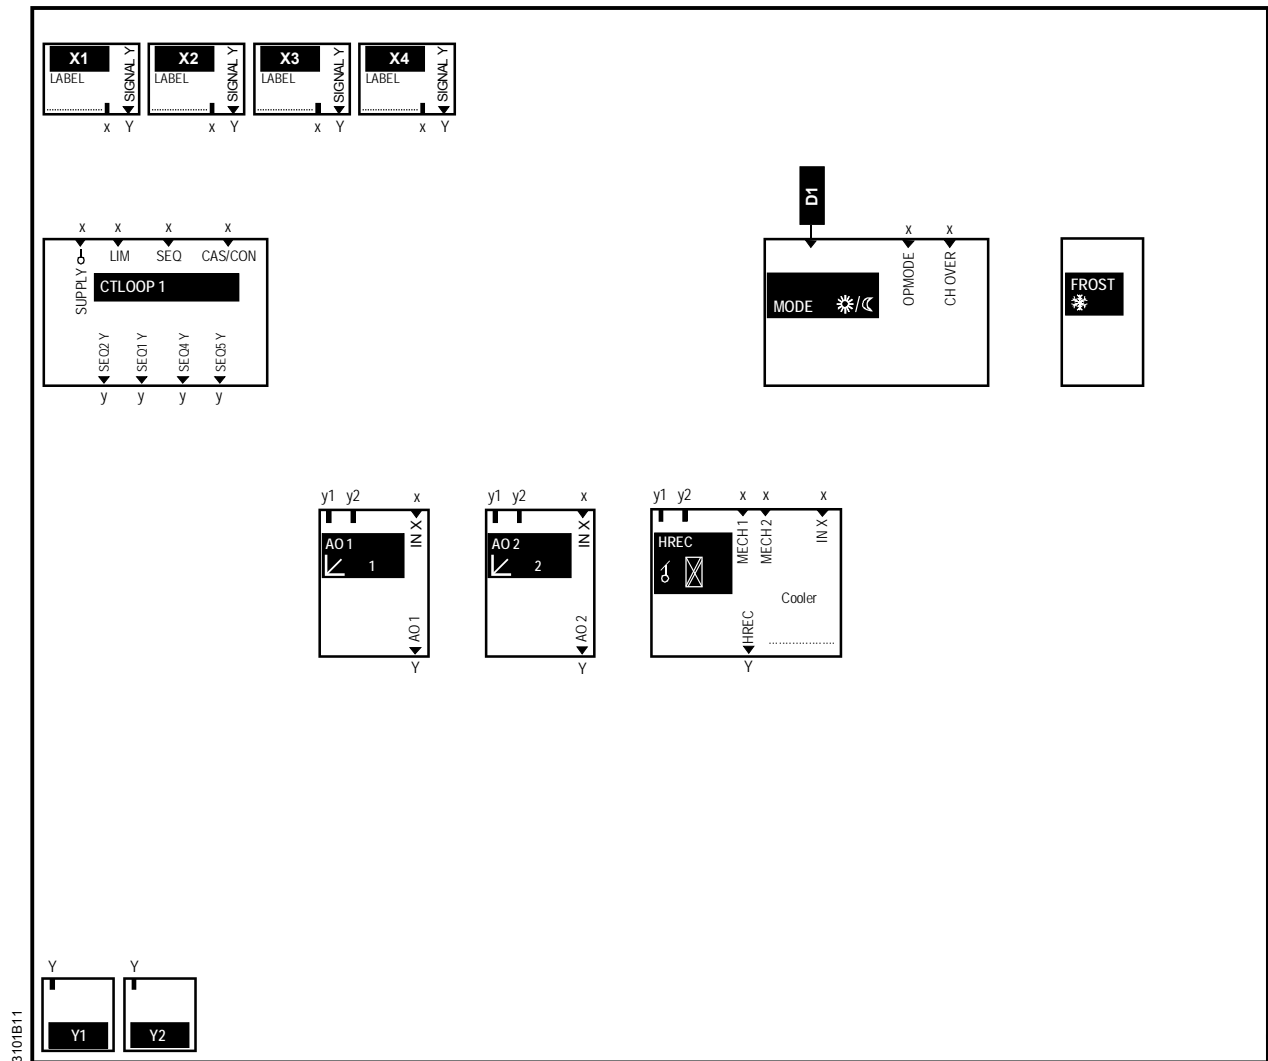 X1 X2 X3 X4
LABEL LABEL LABEL LABEL
SIGNAL Y SIGNAL Y SIGNAL Y SIGNAL Y
x Y x Y x Y x Y
D1
x x x x
LIM SEQ CAS/CON
SUPPLY
CTLOOP 1
SEQ2 Y SEQ1 Y SEQ4 Y SEQ5 Y
y y y y
x x
OPMODE CH OVER
MODE /
FROST
y1 y2 x
IN X
AO 1
1
AO 1
Y
y1 y2 x
IN X
AO 2
2
AO 2
Y
y1 y2 x x x
MECH 1 MECH 2 IN X
HREC
Cooler
HREC
Y
Y Y
Y1 Y2
3101B11